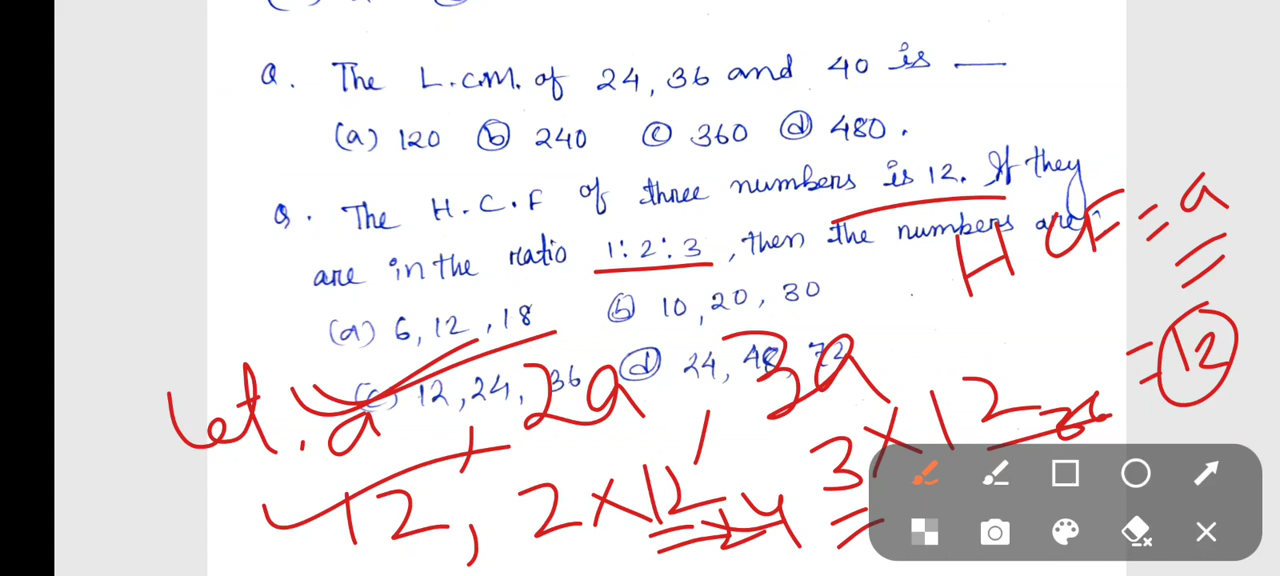 Q. The L.C.M. of 24, 36 and 40 is —
(a) 120 (b) 240 (c) 360 (d) 480.
Q. The H.C.F of three numbers is 12. If they
are in the ratio 1:2:3, then the numbers are
(a) 6, 12, 18 (b) 10, 20, 30
(c) 12, 24, 36 (d) 24, 48, 72
HCF = a
= 12
Let. a, 2a, 3a
12, 2×12 = 24 3×12 = 36